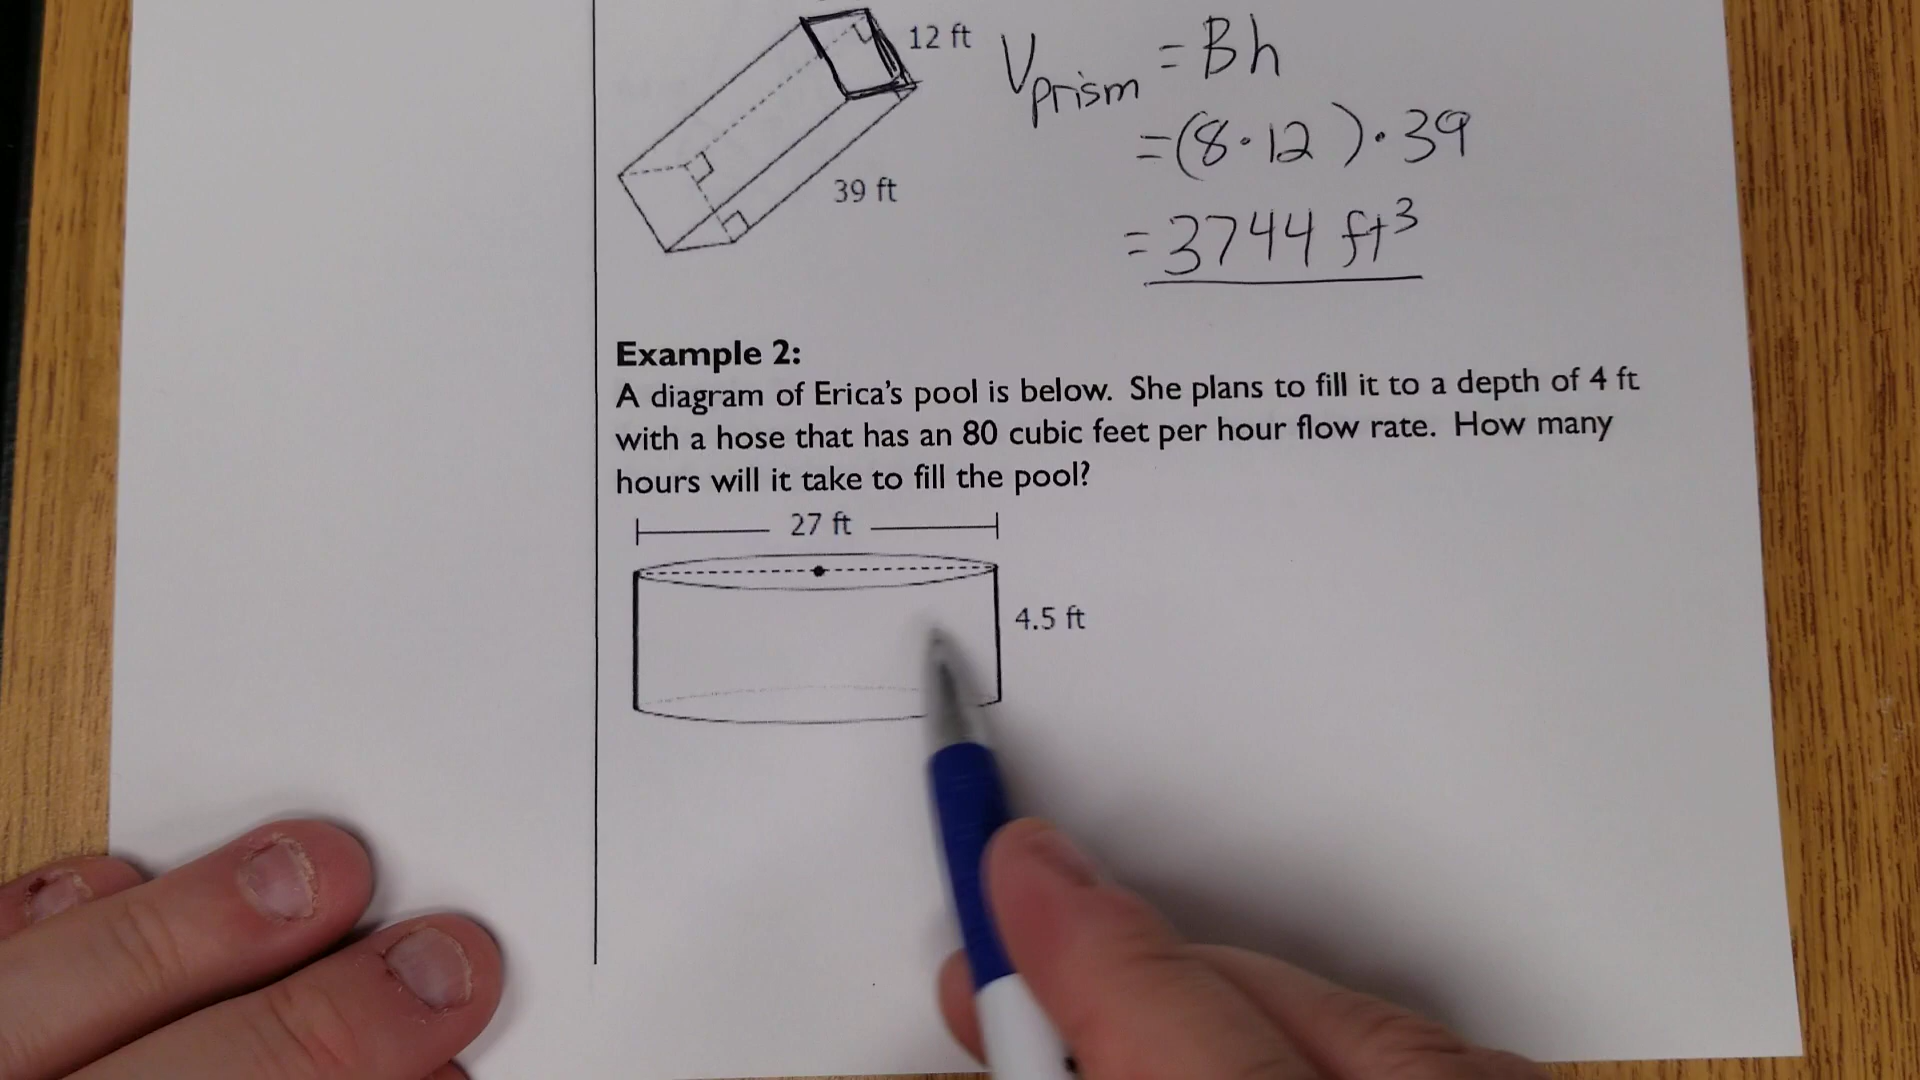 12 ft
V prism = Bh
= (8 · 12) · 39
39 ft
= 3744 ft³
Example 2:
A diagram of Erica's pool is below. She plans to fill it to a depth of 4 ft
with a hose that has an 80 cubic feet per hour flow rate. How many
hours will it take to fill the pool?
27 ft
4.5 ft